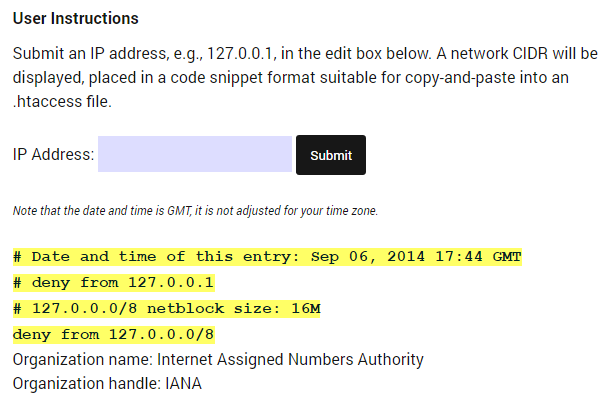 User Instructions
Submit an IP address, e.g., 127.0.0.1, in the edit box below. A network CIDR will be
displayed, placed in a code snippet format suitable for copy-and-paste into an
.htaccess file.
IP Address: Submit
Note that the date and time is GMT, it is not adjusted for your time zone.
# Date and time of this entry: Sep 06, 2014 17:44 GMT
# deny from 127.0.0.1
# 127.0.0.0/8 netblock size: 16M
deny from 127.0.0.0/8
Organization name: Internet Assigned Numbers Authority
Organization handle: IANA